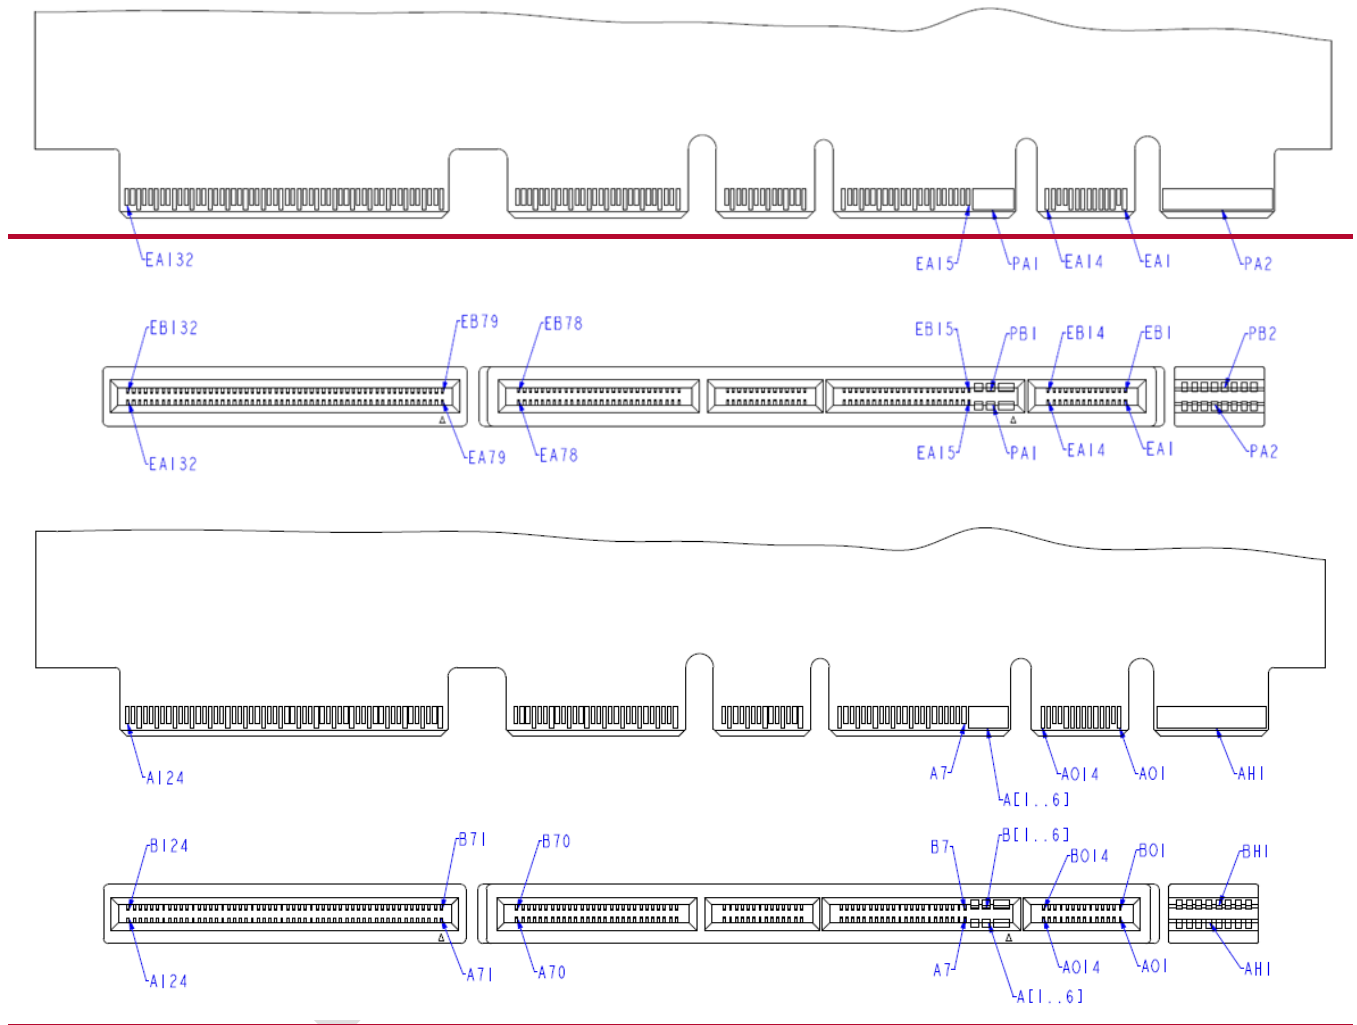 EA132 EA15 PA1 EA14 EA1 PA2
EB132 EB79 EB78 EB15 PB1 EB14 EB1 PB2
EA132 EA79 EA78 EA15 PA1 EA14 EA1 PA2
A124 A7 A[1..6] AO14 AO1 AH1
B124 B71 B70 B7 B[1..6] BO14 BO1 BH1
A124 A71 A70 A7 A[1..6] AO14 AO1 AH1